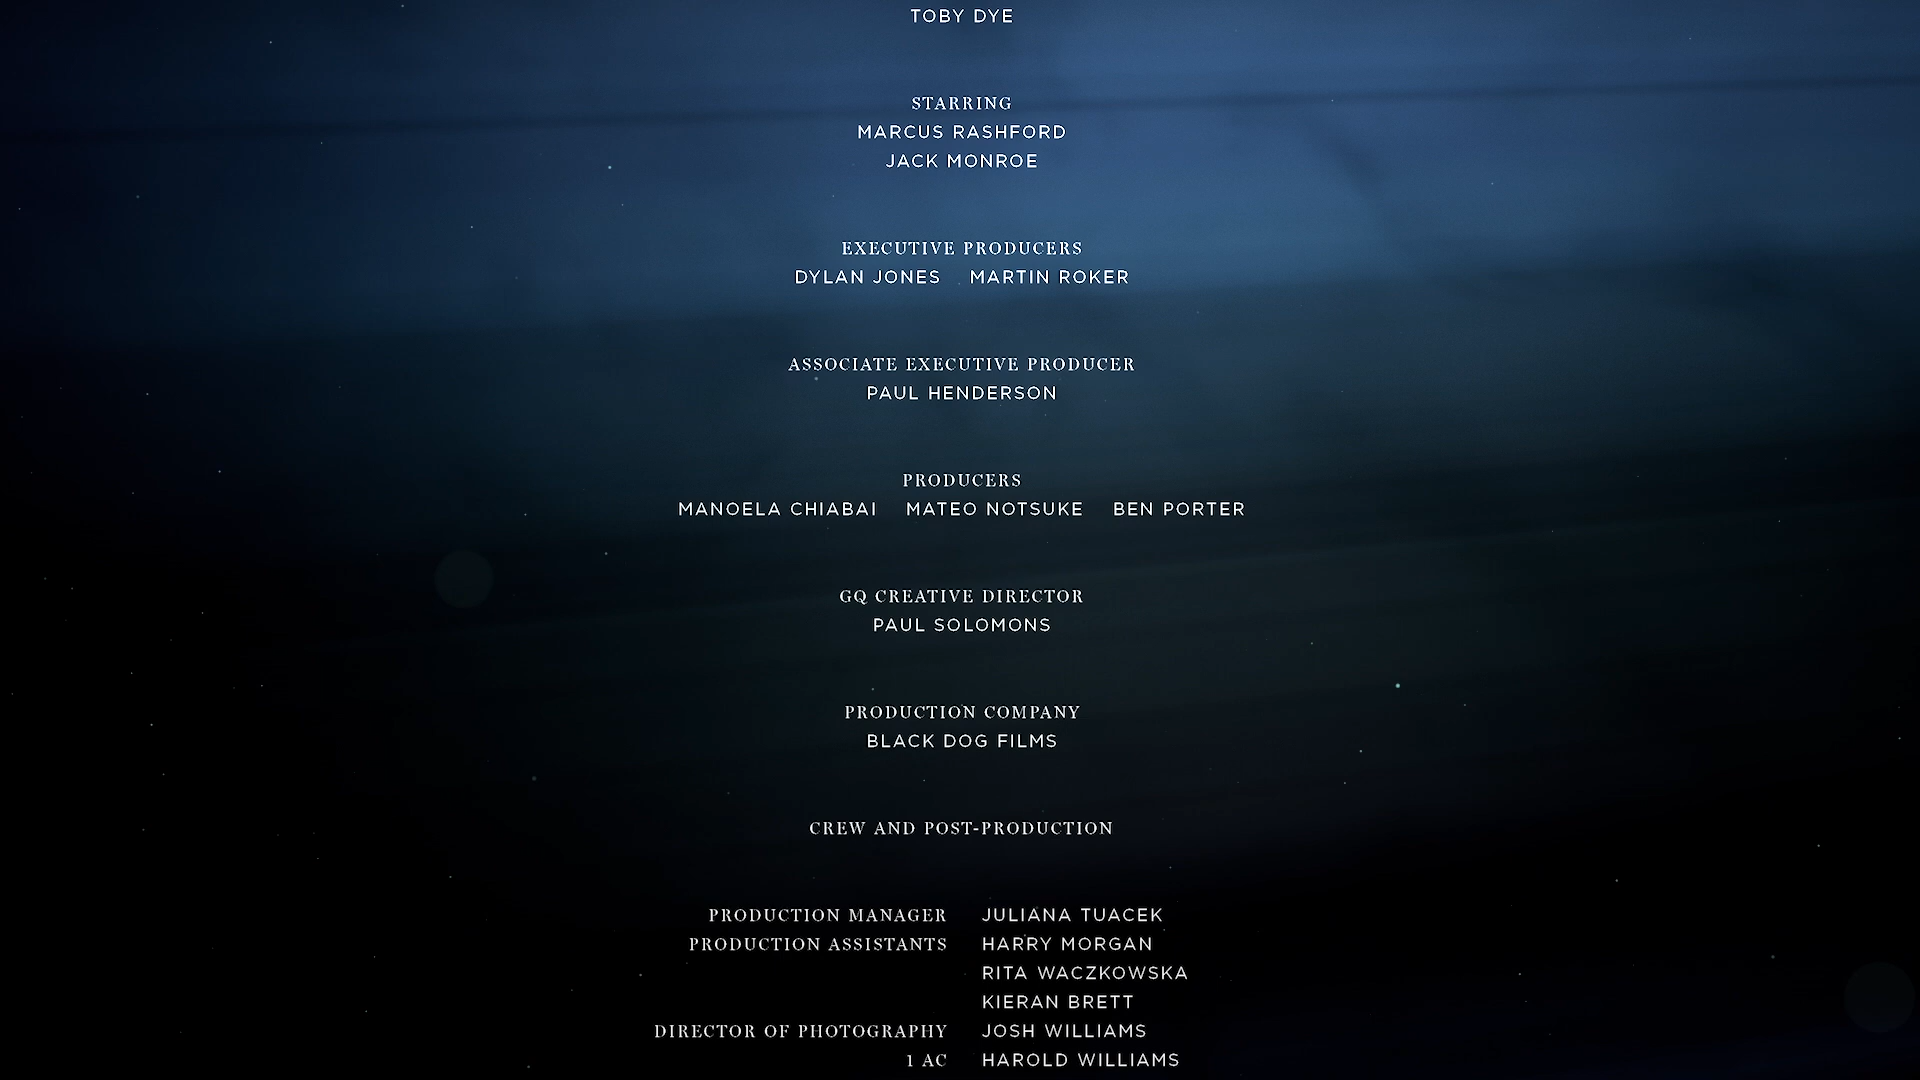 TOBY DYE
STARRING
MARCUS RASHFORD
JACK MONROE
EXECUTIVE PRODUCERS
DYLAN JONES MARTIN ROKER
ASSOCIATE EXECUTIVE PRODUCER
PAUL HENDERSON
PRODUCERS
MANOELA CHIABAI MATEO NOTSUKE BEN PORTER
GQ CREATIVE DIRECTOR
PAUL SOLOMONS
PRODUCTION COMPANY
BLACK DOG FILMS
CREW AND POST-PRODUCTION
PRODUCTION MANAGER JULIANA TUACEK
PRODUCTION ASSISTANTS HARRY MORGAN
RITA WACZKOWSKA
KIERAN BRETT
DIRECTOR OF PHOTOGRAPHY JOSH WILLIAMS
1 AC HAROLD WILLIAMS